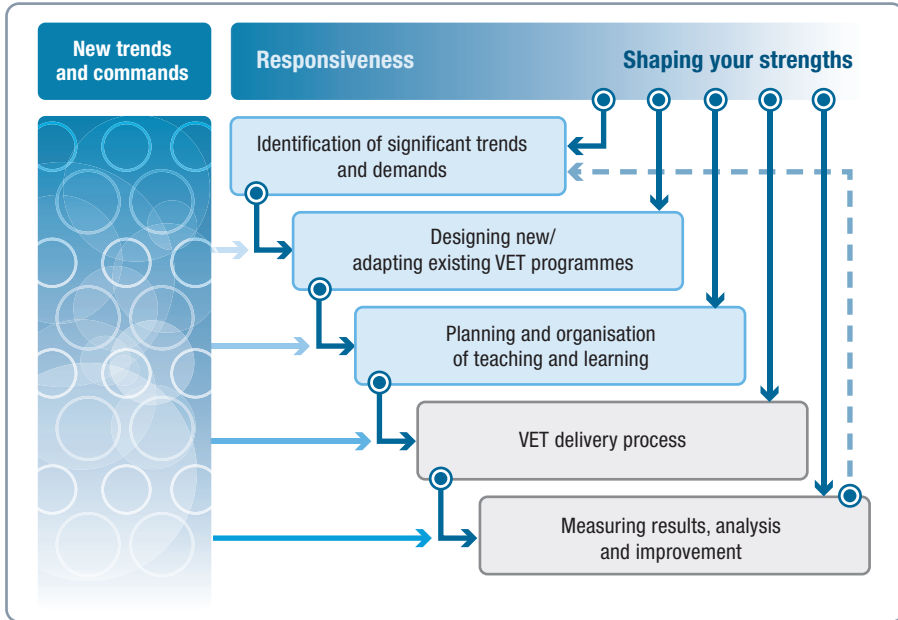 New trends
and commands
Responsiveness
Shaping your strengths
Identification of significant trends
and demands
Designing new/
adapting existing VET programmes
Planning and organisation
of teaching and learning
VET delivery process
Measuring results, analysis
and improvement